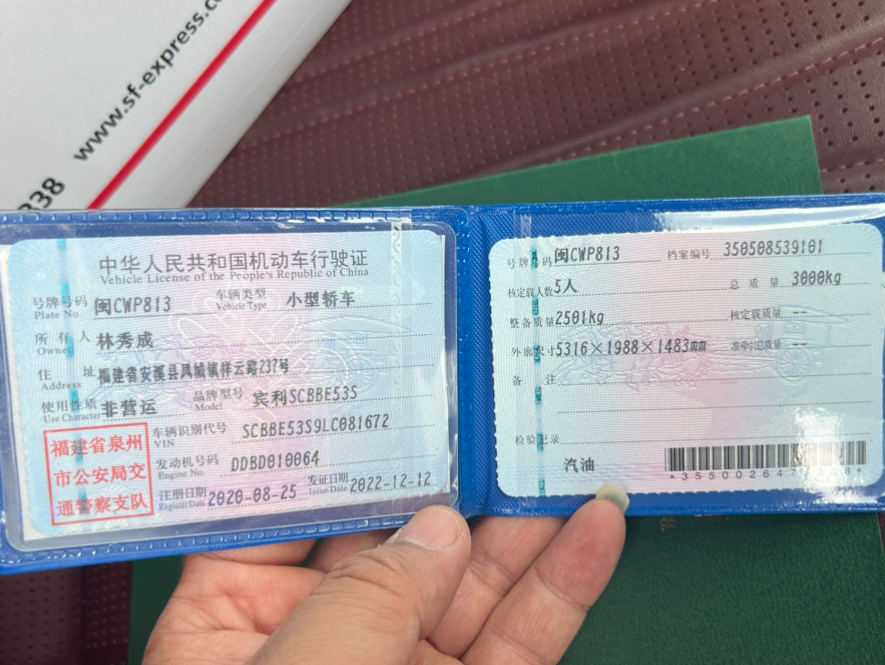 www.sf-express.co
338
中华人民共和国机动车行驶证
Vehicle License of the People's Republic of China
号牌号码 闽CWP813 车辆类型 小型轿车
Plate No. Vehicle Type
所有人 林秀成
Owner
住址 福建省安溪县凤城镇祥云路237号
Address
使用性质 非营运 品牌型号 宾利SCBBE53S
Use Character Model
福建省泉州
市公安局交
通警察支队
车辆识别代号 SCBBE53S9LC081672
VIN
发动机号码 DDBD010064
Engine No.
注册日期 2020-08-25 发证日期 2022-12-12
Register Date Issue Date
号牌号码 闽CWP813 档案编号 350508539101
核定载人数 5人 总质量 3000kg
整备质量 2501kg 核定载质量 --
外廓尺寸 5316×1988×1483mm 准牵引总质量 --
备注
检验记录
汽油